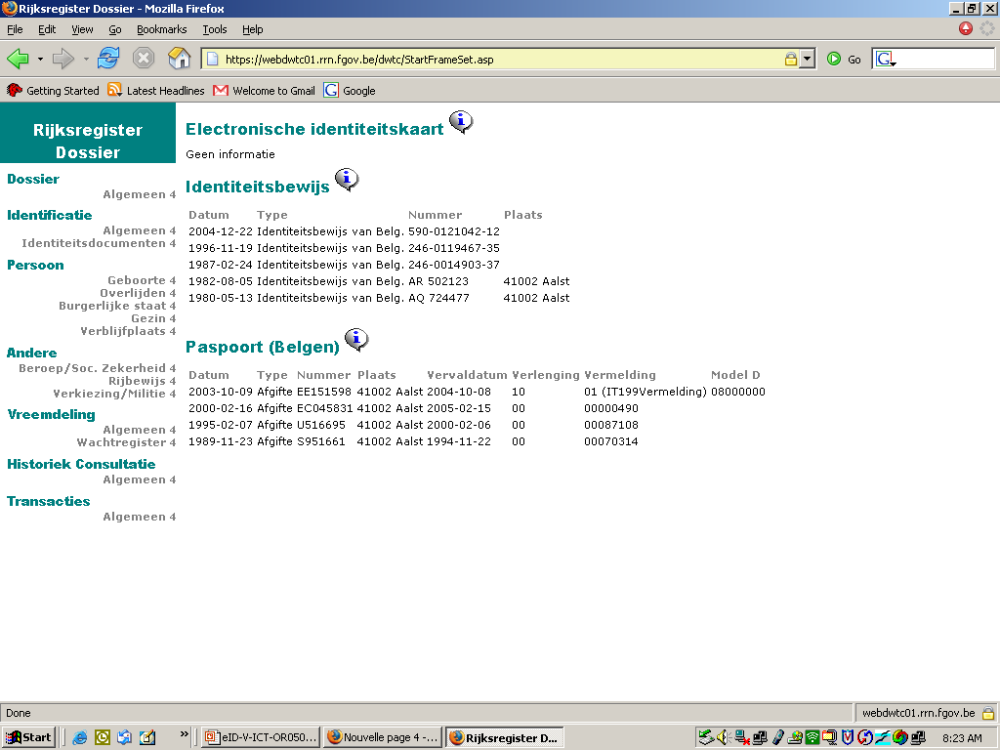 Rijksregister Dossier - Mozilla Firefox
File Edit View Go Bookmarks Tools Help
https://webdwtc01.rrn.fgov.be/dwtc/StartFrameSet.asp Go G
Getting Started Latest Headlines Welcome to Gmail Google
Rijksregister
Dossier
Dossier
Algemeen 4
Identificatie
Algemeen 4
Identiteitsdocumenten 4
Persoon
Geboorte 4
Overlijden 4
Burgerlijke staat 4
Gezin 4
Verblijfplaats 4
Andere
Beroep/Soc. Zekerheid 4
Rijbewijs 4
Verkiezing/Militie 4
Vreemdeling
Algemeen 4
Wachtregister 4
Historiek Consultatie
Algemeen 4
Transacties
Algemeen 4
Electronische identiteitskaart
Geen informatie
Identiteitsbewijs
Datum Type Nummer Plaats
2004-12-22 Identiteitsbewijs van Belg. 590-0121042-12
1996-11-19 Identiteitsbewijs van Belg. 246-0119467-35
1987-02-24 Identiteitsbewijs van Belg. 246-0014903-37
1982-08-05 Identiteitsbewijs van Belg. AR 502123 41002 Aalst
1980-05-13 Identiteitsbewijs van Belg. AQ 724477 41002 Aalst
Paspoort (Belgen)
Datum Type Nummer Plaats Vervaldatum Verlenging Vermelding Model D
2003-10-09 Afgifte EE151598 41002 Aalst 2004-10-08 10 01 (IT199Vermelding) 08000000
2000-02-16 Afgifte EC045831 41002 Aalst 2005-02-15 00 00000490
1995-02-07 Afgifte U516695 41002 Aalst 2000-02-06 00 00087108
1989-11-23 Afgifte S951661 41002 Aalst 1994-11-22 00 00070314
Done webdwtc01.rrn.fgov.be
Start » eID-V-ICT-OR050... Nouvelle page 4 -... Rijksregister D... 8:23 AM